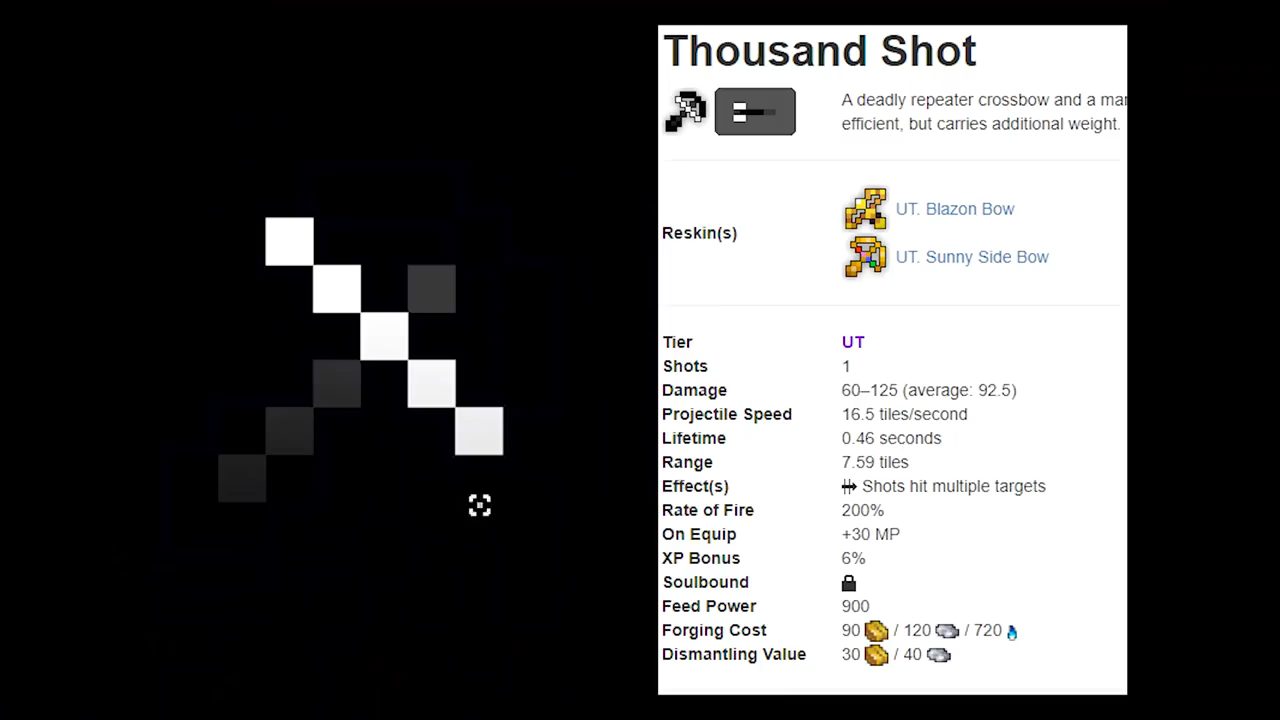 Thousand Shot
A deadly repeater crossbow and a
efficient, but carries additional weight.
Reskin(s)
UT. Blazon Bow
UT. Sunny Side Bow
Tier UT
Shots 1
Damage 60–125 (average: 92.5)
Projectile Speed 16.5 tiles/second
Lifetime 0.46 seconds
Range 7.59 tiles
Effect(s) Shots hit multiple targets
Rate of Fire 200%
On Equip +30 MP
XP Bonus 6%
Soulbound
Feed Power 900
Forging Cost 90 / 120 / 720
Dismantling Value 30 / 40